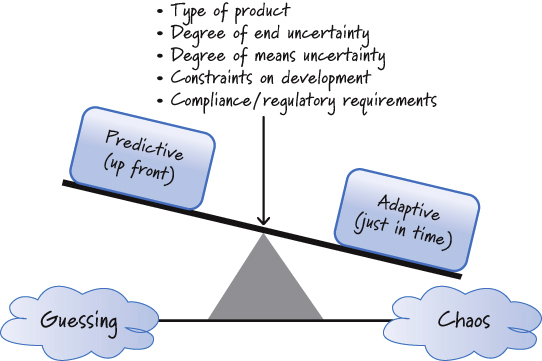 • Type of product
• Degree of end uncertainty
• Degree of means uncertainty
• Constraints on development
• Compliance/regulatory requirements
Predictive
(up front)
Adaptive
(just in time)
Guessing
Chaos